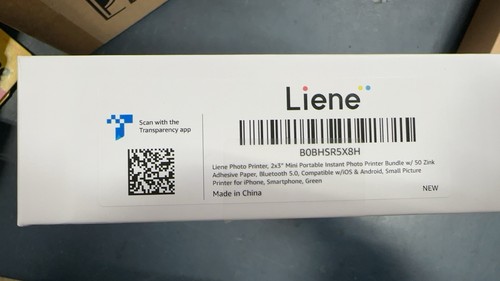 Liene
Scan with the
Transparency app
B0BHSR5X8H
Liene Photo Printer, 2x3" Mini Portable Instant Photo Printer Bundle w/ 50 Zink
Adhesive Paper, Bluetooth 5.0, Compatible w/iOS & Android, Small Picture
Printer for iPhone, Smartphone, Green
NEW
Made in China